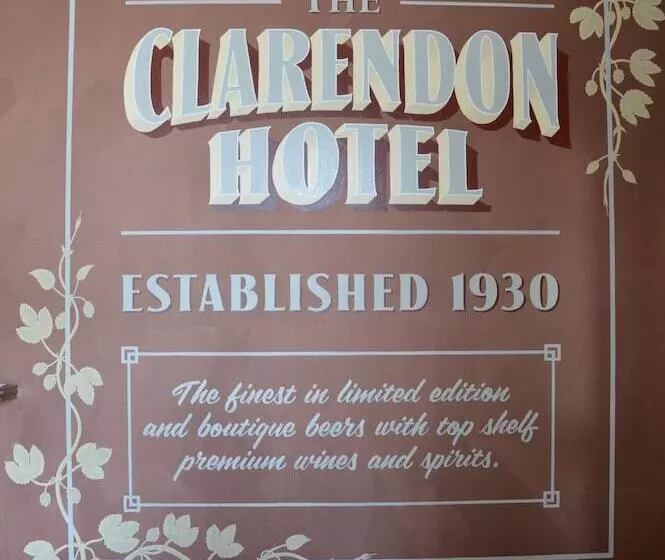 THE
CLARENDON
HOTEL
ESTABLISHED 1930
The finest in limited edition
and boutique beers with top shelf
premium wines and spirits.